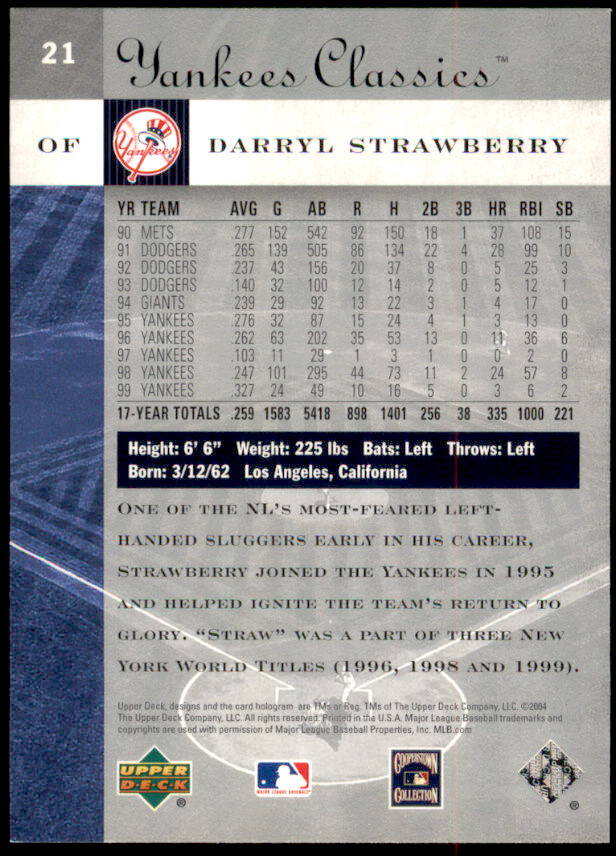 21
Yankees Classics™
OF
Yankees
DARRYL STRAWBERRY
YR TEAM AVG G AB R H 2B 3B HR RBI SB
90 METS .277 152 542 92 150 18 1 37 108 15
91 DODGERS .265 139 505 86 134 22 4 28 99 10
92 DODGERS .237 43 156 20 37 8 0 5 25 3
93 DODGERS .140 32 100 12 14 2 0 5 12 1
94 GIANTS .239 29 92 13 22 3 1 4 17 0
95 YANKEES .276 32 87 15 24 4 1 3 13 0
96 YANKEES .262 63 202 35 53 13 0 11 36 6
97 YANKEES .103 11 29 1 3 1 0 0 2 0
98 YANKEES .247 101 295 44 73 11 2 24 57 8
99 YANKEES .327 24 49 10 16 5 0 3 6 2
17-YEAR TOTALS .259 1583 5418 898 1401 256 38 335 1000 221
Height: 6' 6” Weight: 225 lbs Bats: Left Throws: Left
Born: 3/12/62 Los Angeles, California
ONE OF THE NL'S MOST-FEARED LEFT-
HANDED SLUGGERS EARLY IN HIS CAREER,
STRAWBERRY JOINED THE YANKEES IN 1995
AND HELPED IGNITE THE TEAM'S RETURN TO
GLORY. “STRAW” WAS A PART OF THREE NEW
YORK WORLD TITLES (1996, 1998 AND 1999).
Upper Deck, designs and the card hologram are TMs or Reg. TMs of The Upper Deck Company, LLC. ©2004
The Upper Deck Company, LLC. All rights reserved. Printed in the U.S.A. Major League Baseball trademarks and
copyrights are used with permission of Major League Baseball Properties, Inc. MLB.com
UPPER
DECK
®
MAJOR LEAGUE BASEBALL
COOPERSTOWN
COLLECTION
®